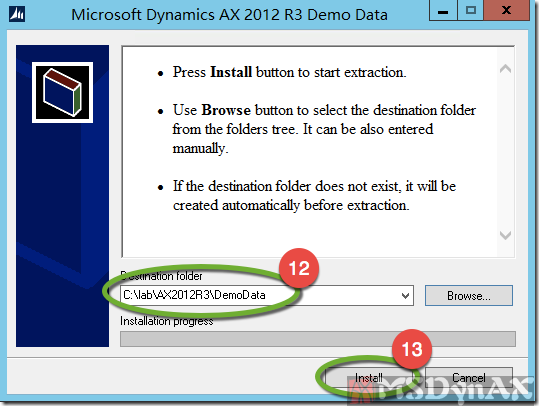 Microsoft Dynamics AX 2012 R3 Demo Data
• Press Install button to start extraction.
• Use Browse button to select the destination folder
from the folders tree. It can be also entered
manually.
• If the destination folder does not exist, it will be
created automatically before extraction.
12
Destination folder
C:\lab\AX2012R3\DemoData
Browse...
Installation progress
13
Install
Cancel
MSDynAX